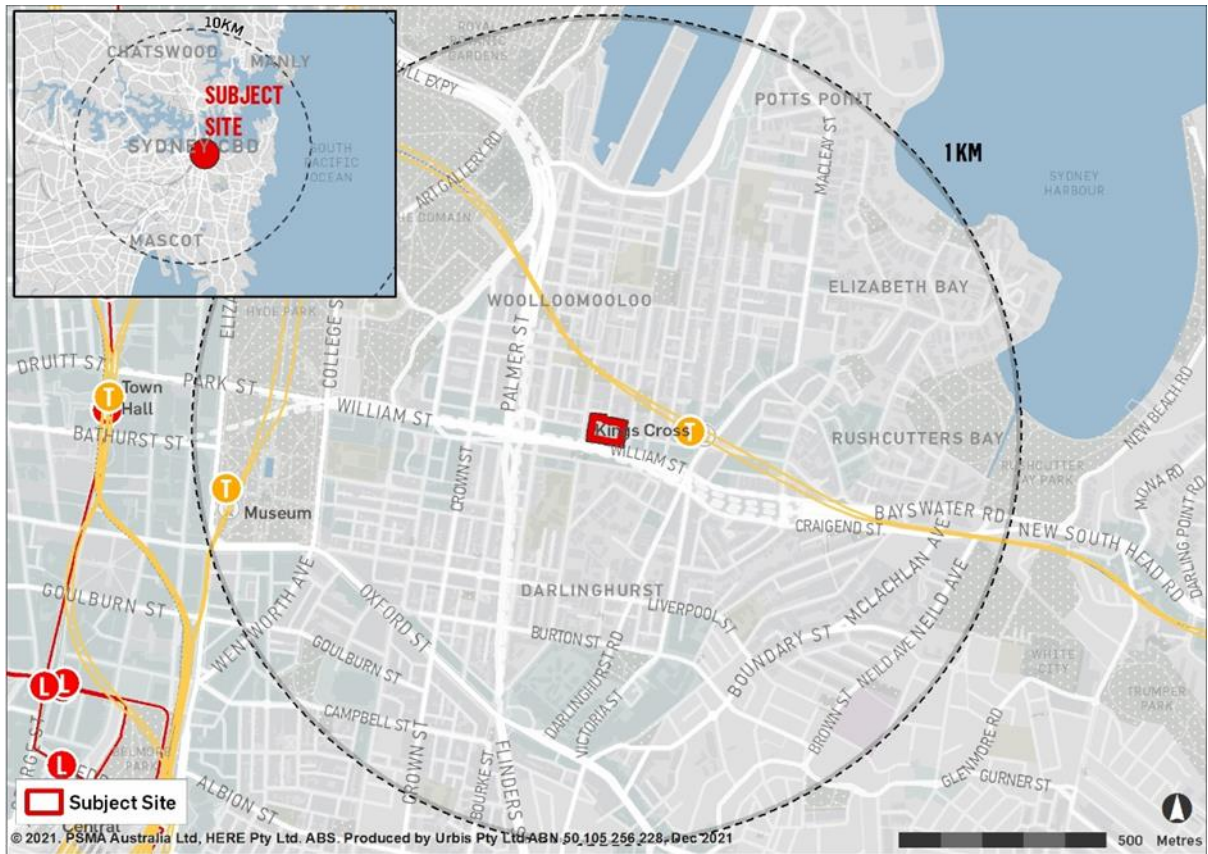 10KM
CHATSWOOD
MANLY
SUBJECT
SITE
SYDNEY CBD
SOUTH
PACIFIC
OCEAN
MASCOT
ROYAL
BOTANIC
GARDENS
HILL EXPY
ART GALLERY RD
THE DOMAIN
POTTS POINT
MACLEAY ST
1 KM
SYDNEY
HARBOUR
ELIZABETH BAY
WOOLLOOMOOLOO
HYDE PARK
ELIZA
COLLEGE S
PALMER ST
DRUITT ST
T
Town
Hall
PARK ST
WILLIAM ST
BATHURST ST
Kings Cross
T
WILLIAM ST
RUSHCUTTERS BAY
NEW BEACH RD
RUSHCUTTER
BAY PARK
MONA RD
DARLING POINT RD
T
Museum
CROWN ST
BAYSWATER RD
CRAIGEND ST.
NEW SOUTH HEAD RD
GOULBURN ST
WENTWORTH AVE
OXFORD ST
DARLINGHURST
LIVERPOOL ST
MCLACHLAN AVE
NEILD AVE
BURTON ST
GOULBURN ST
DARLINGHURST RD
BOUNDARY ST
NEILD AVE
WHITE
CITY
TRUMPER
PARK
L
L
CAMPBELL ST
VICTORIA ST
BROWN ST
CROWN ST
BOURKE ST
FLINDERS S
GLENMORE RD
GURNER ST
RGE ST
L
BELMORE
PARK
EDD
ALBION ST
Subject Site
Central
© 2021. PSMA Australia Ltd, HERE Pty Ltd. ABS. Produced by Urbis Pty Ltd ABN 50 105 256 228, Dec 2021
500 Metres